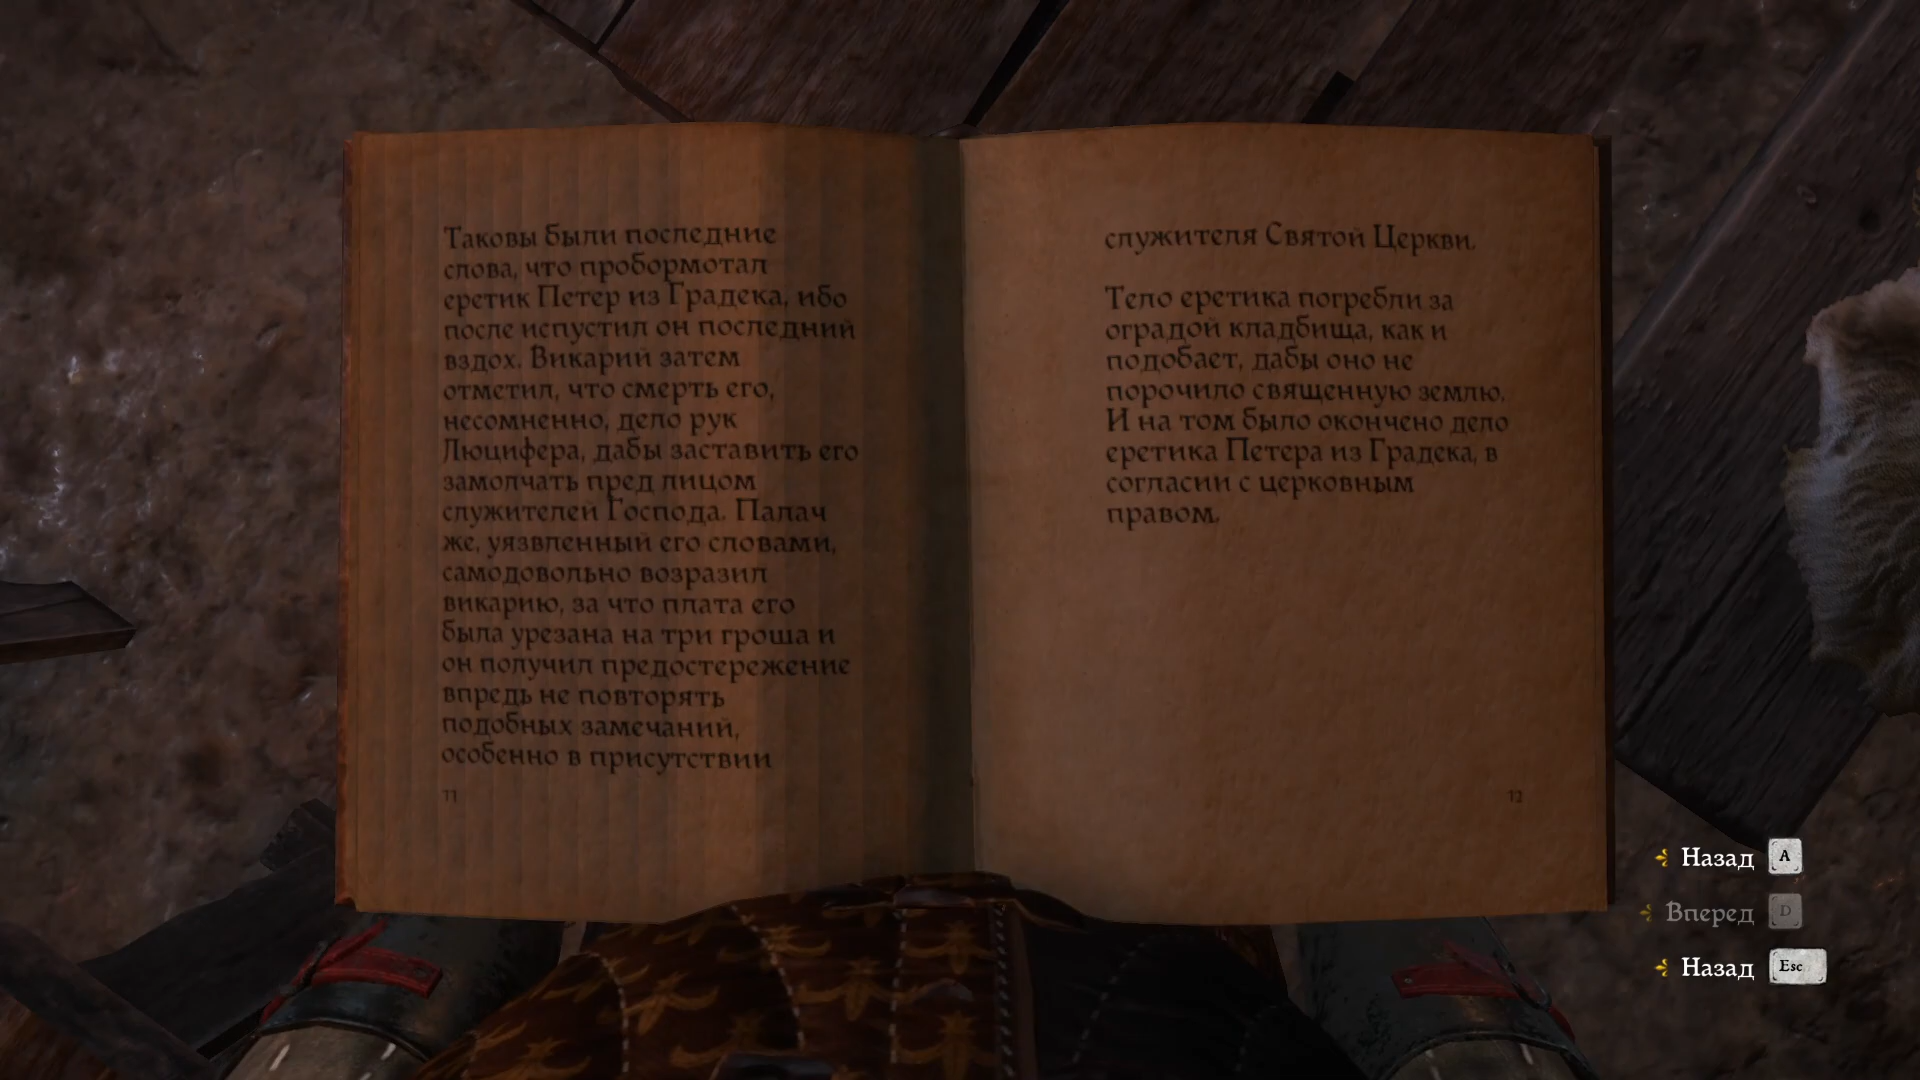 Таковы были последние
слова, что пробормотал
еретик Петер из Градека, ибо
после испустил он последний
вздох. Викарий затем
отметил, что смерть его,
несомненно, дело рук
Люцифера, дабы заставить его
замолчать пред лицом
служителей Господа. Палач
же, уязвленный его словами,
самодовольно возразил
викарию, за что плата его
была урезана на три гроша и
он получил предостережение
впредь не повторять
подобных замечаний,
особенно в присутствии
11
служителя Святой Церкви.
Тело еретика погребли за
оградой кладбища, как и
подобает, дабы оно не
порочило священную землю.
И на том было окончено дело
еретика Петера из Градека, в
согласии с церковным
правом.
12
Назад A
Вперед D
Назад Esc